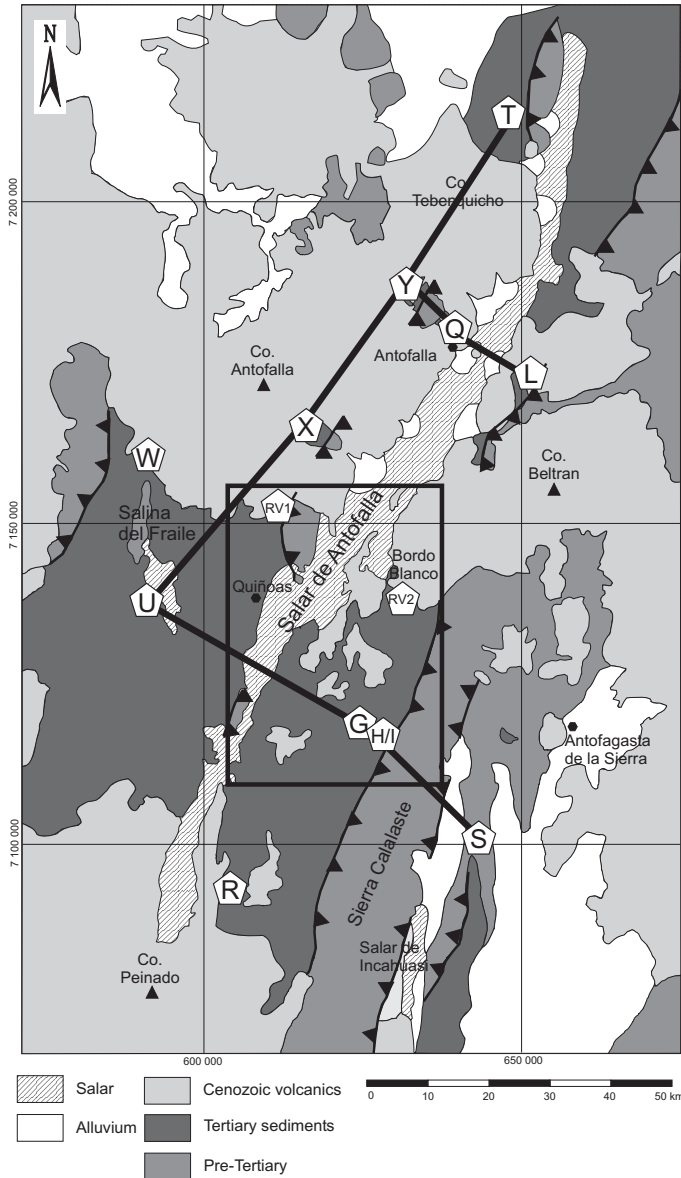 N
T
Co.
Tebenquicho
7 200 000
Y
Q
Antofalla
L
Co.
Antofalla
X
W
Co.
Beltran
Salina
del Fraile
RV1
7 150 000
Salar de Antofalla
Bordo
Blanco
Quiñoas
RV2
U
G
H/I
Antofagasta
de la Sierra
S
7 100 000
Sierra Calalaste
R
Salar de
Incahuasi
Co.
Peinado
600 000
650 000
Salar
Cenozoic volcanics
0 10 20 30 40 50 km
Alluvium
Tertiary sediments
Pre-Tertiary